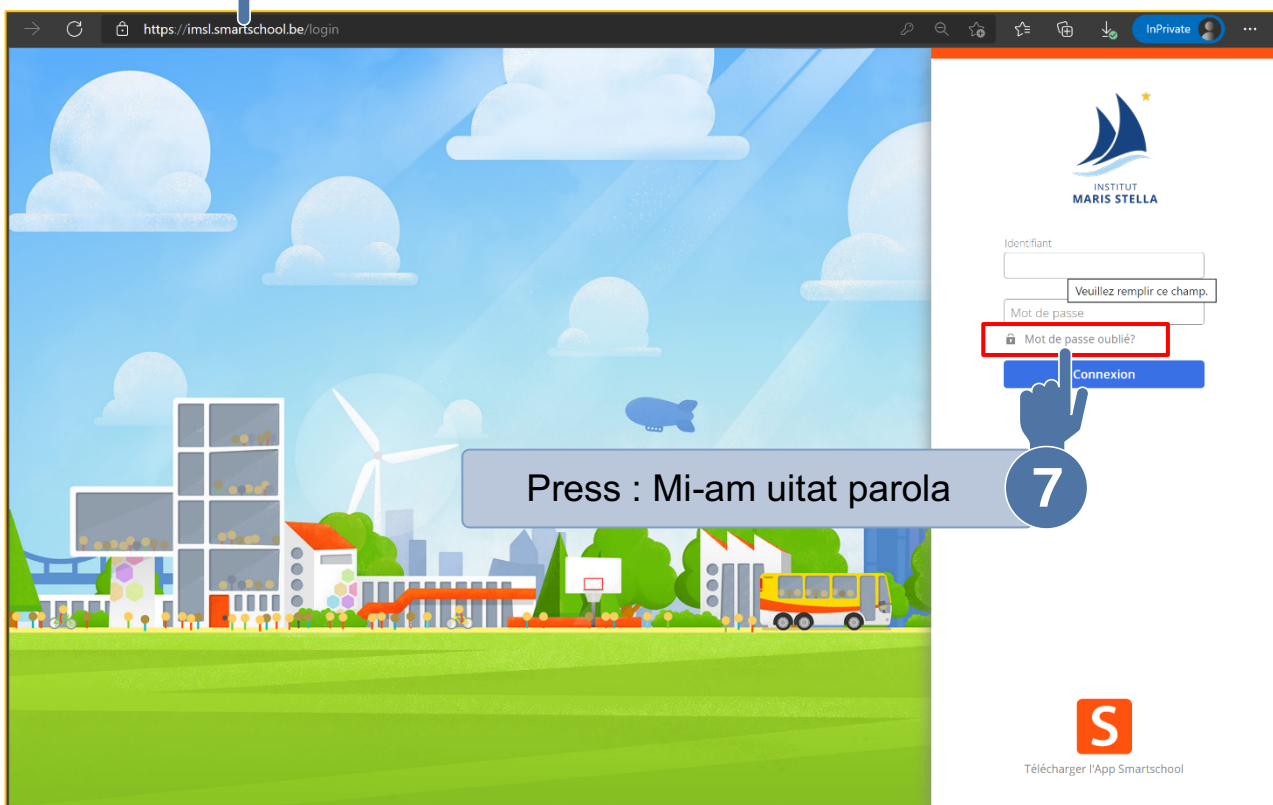 https://imsl.smartschool.be/login
InPrivate
INSTITUT
MARIS STELLA
Identifiant
Veuillez remplir ce champ.
Mot de passe
Mot de passe oublié?
Connexion
Press : Mi-am uitat parola
7
S
Télécharger l'App Smartschool